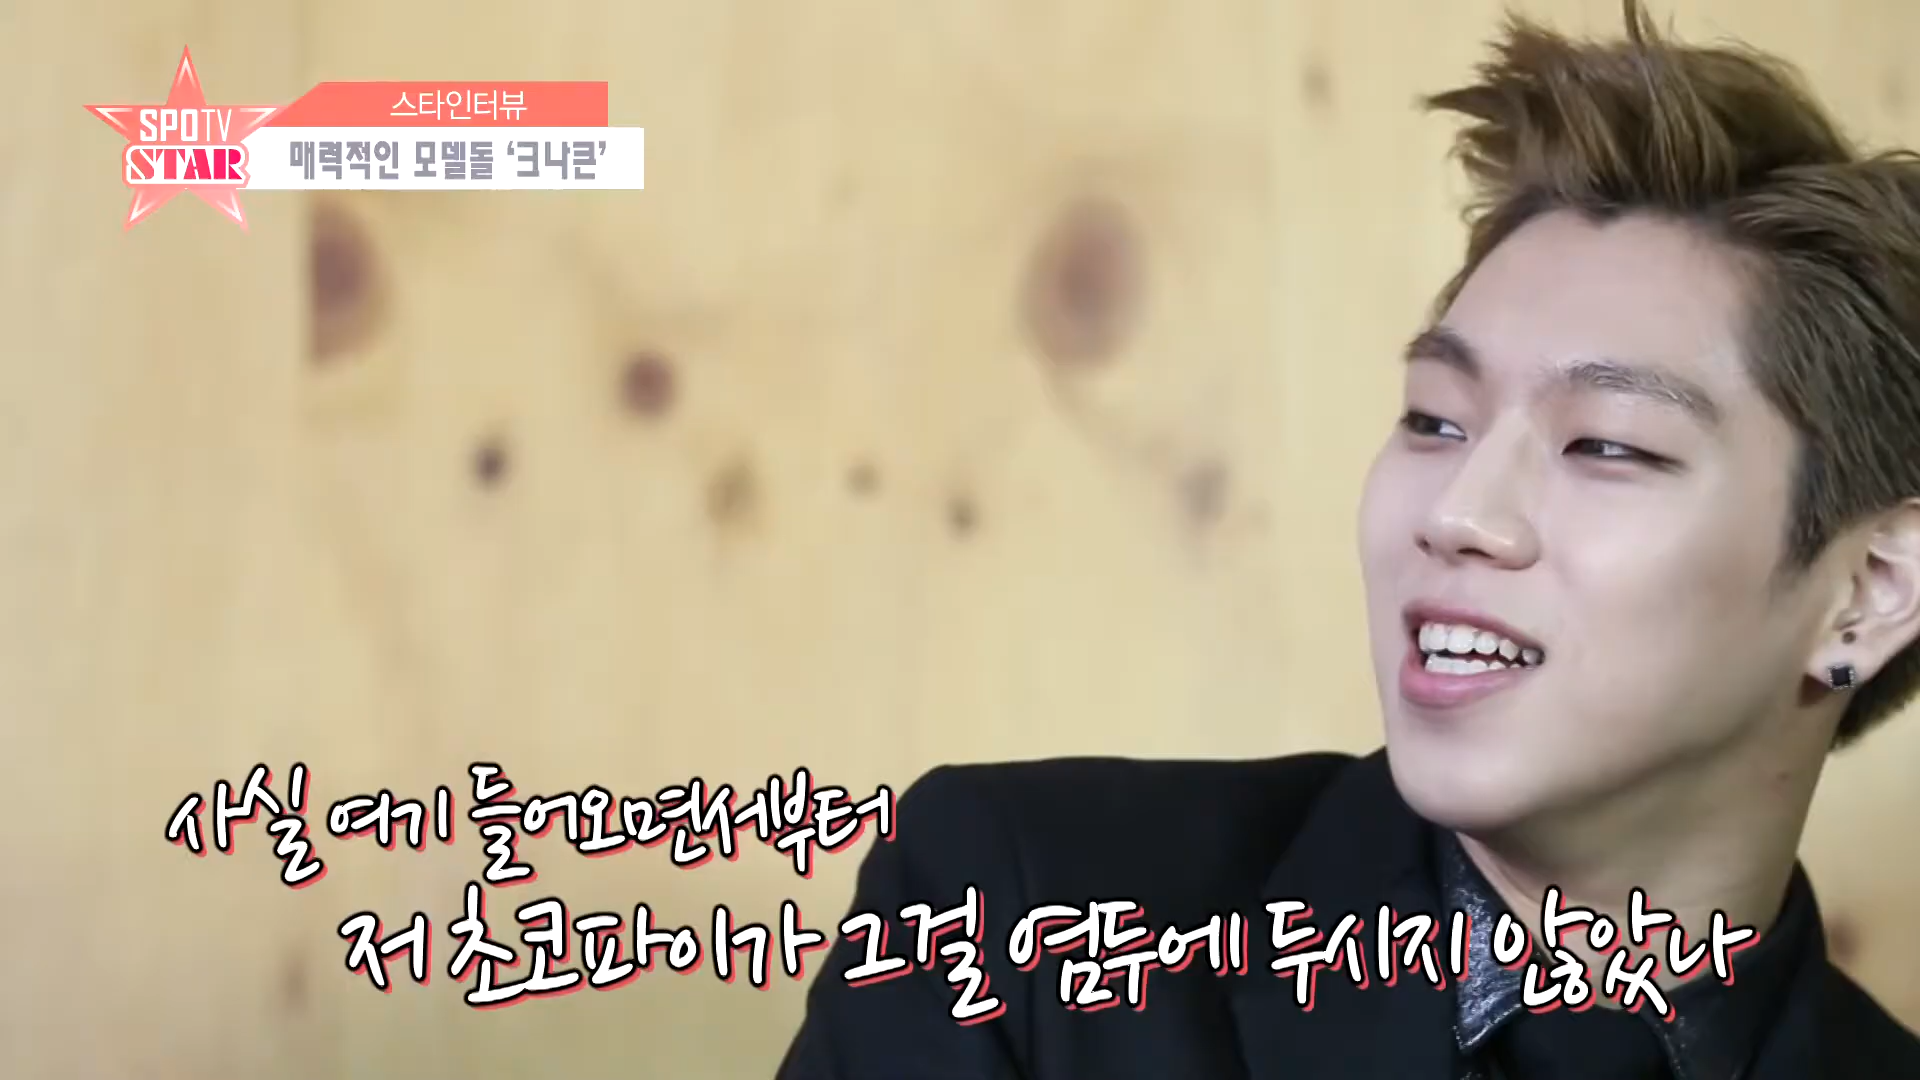 스타인터뷰
SPOTV
STAR
매력적인 모델돌 ‘크나큰’
사실 여기 들어오면서부터
저 초코파이가 그걸 염두에 두시지 않았나